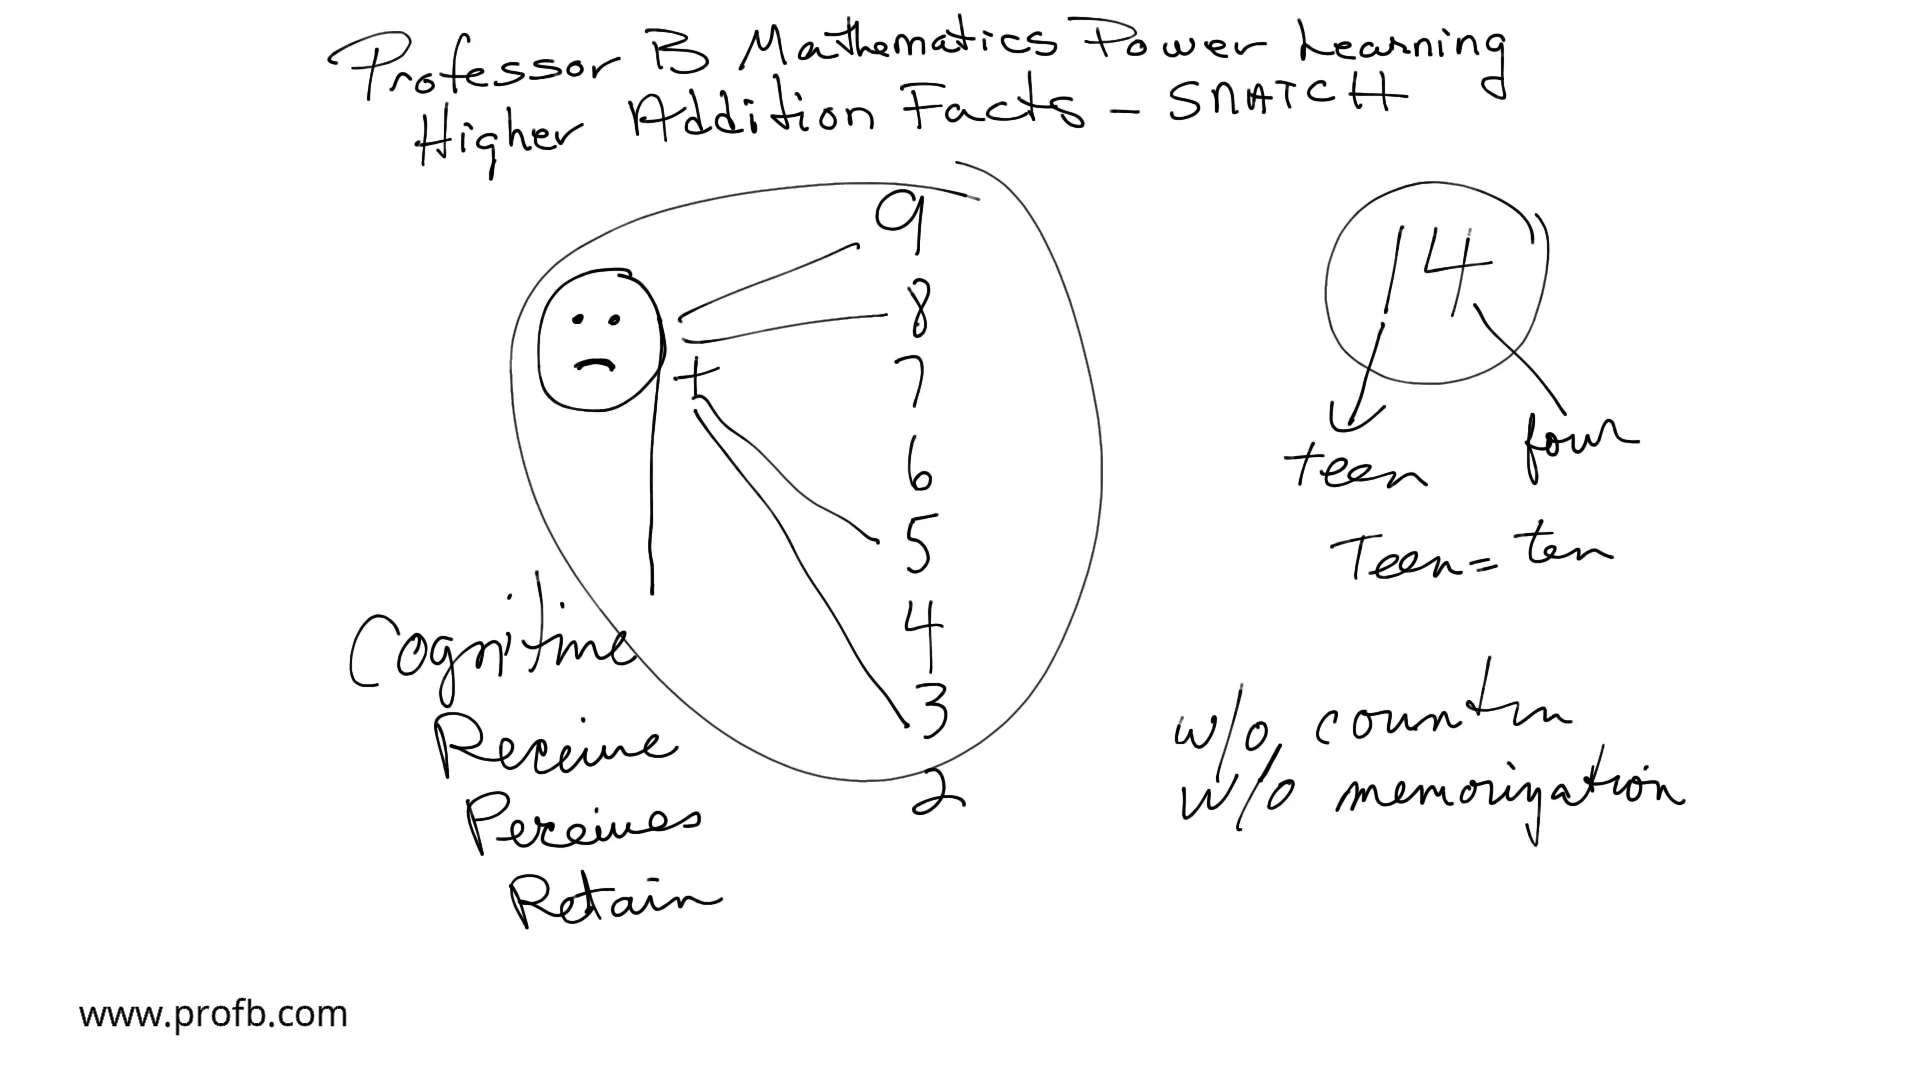 Professor B Mathematics Power Learning
Higher Addition Facts - SNATCH
9
8
+
7
6
5
4
3
2
14
teen four
Teen = ten
Cognitive
Receive
Perceives
Retain
w/o countin
w/o memorization
www.profb.com